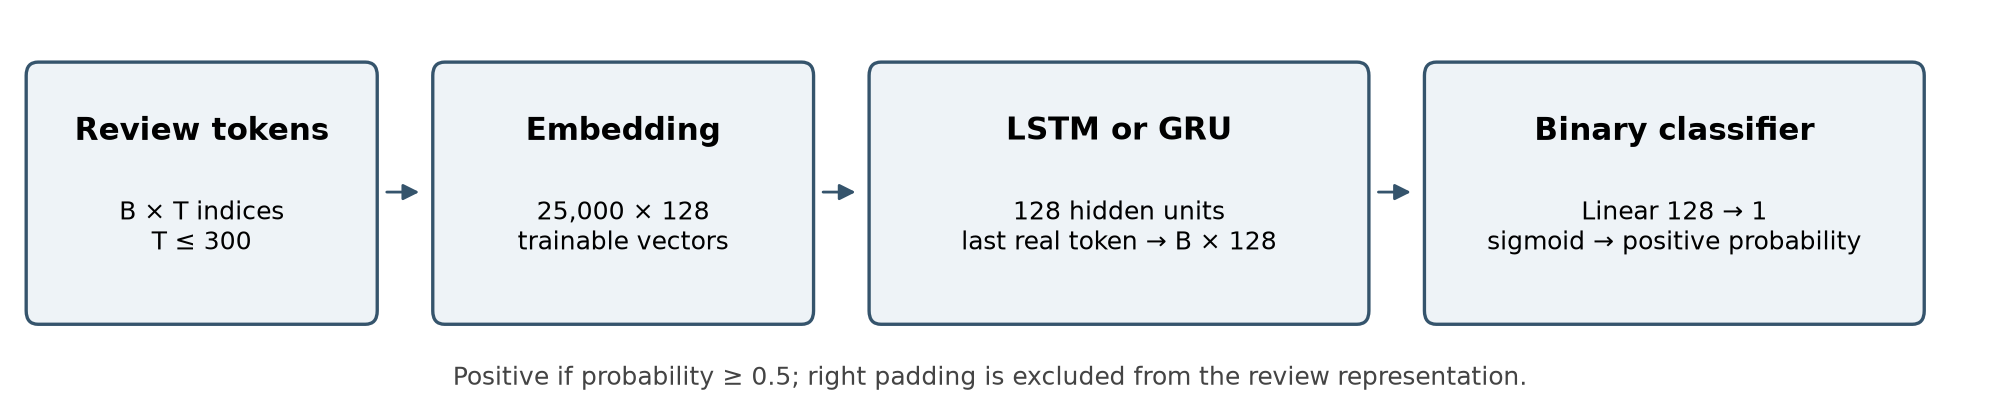 Review tokens
B × T indices
T ≤ 300
Embedding
25,000 × 128
trainable vectors
LSTM or GRU
128 hidden units
last real token → B × 128
Binary classifier
Linear 128 → 1
sigmoid → positive probability
Positive if probability ≥ 0.5; right padding is excluded from the review representation.